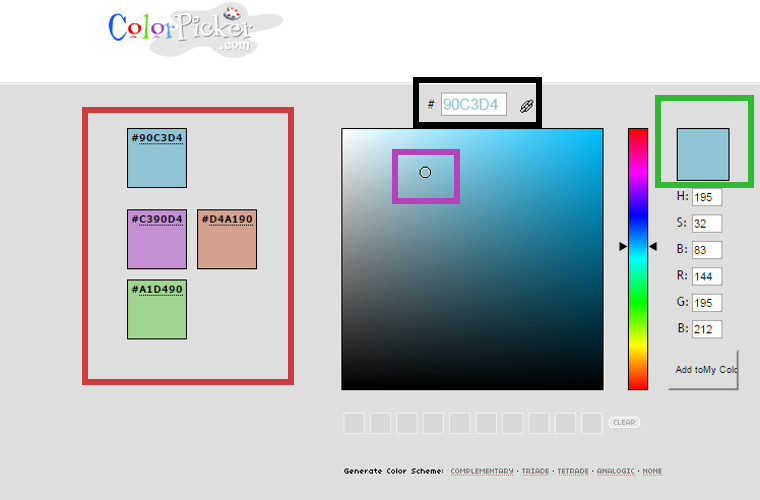 ColorPicker
.com
# 90C3D4
#90C3D4
#C390D4 #D4A190
#A1D490
H: 195
S: 32
B: 83
R: 144
G: 195
B: 212
Add toMy Colo
CLEAR
Generate Color Scheme: COMPLEMENTARY · TRIADE · TETRADE · ANALOGIC · NONE